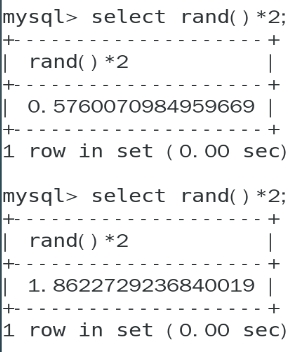 mysql> select rand()*2;
+--------------------+
| rand()*2           |
+--------------------+
| 0.5760070984959669 |
+--------------------+
1 row in set (0.00 sec)
mysql> select rand()*2;
+--------------------+
| rand()*2           |
+--------------------+
| 1.8622729236840019 |
+--------------------+
1 row in set (0.00 sec)